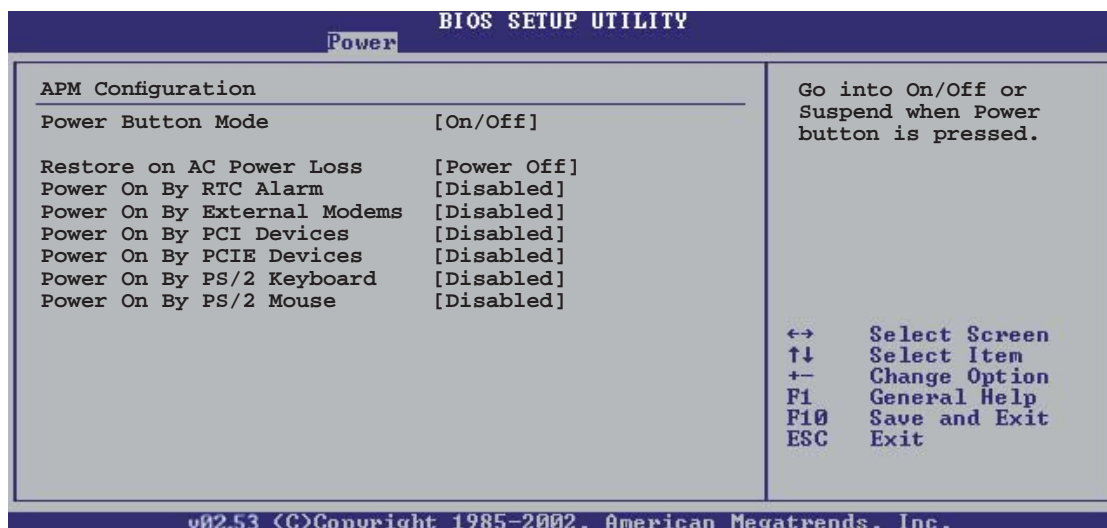 BIOS SETUP UTILITY
Power
APM Configuration
Power Button Mode [On/Off]
Restore on AC Power Loss [Power Off]
Power On By RTC Alarm [Disabled]
Power On By External Modems [Disabled]
Power On By PCI Devices [Disabled]
Power On By PCIE Devices [Disabled]
Power On By PS/2 Keyboard [Disabled]
Power On By PS/2 Mouse [Disabled]
Go into On/Off or
Suspend when Power
button is pressed.
←→ Select Screen
↑↓ Select Item
+- Change Option
F1 General Help
F10 Save and Exit
ESC Exit
v02.53 (C)Copyright 1985-2002, American Megatrends, Inc.